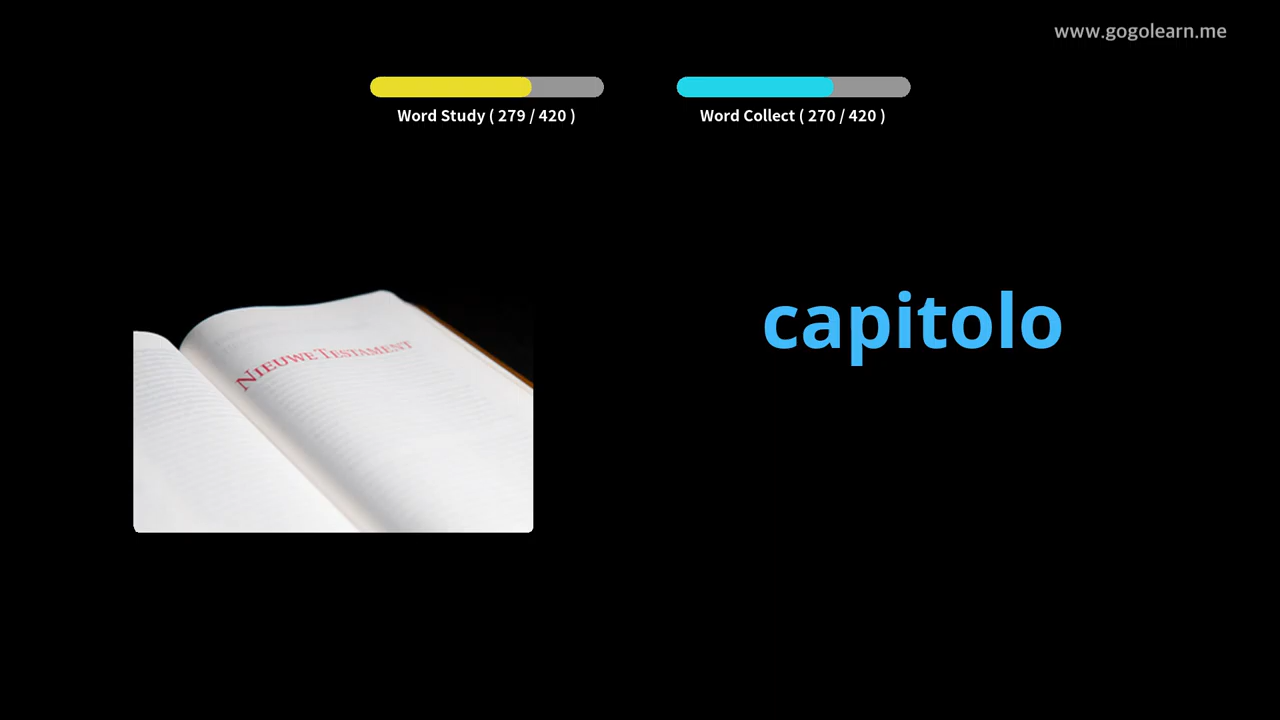 www.gogolearn.me
Word Study ( 279 / 420 )
Word Collect ( 270 / 420 )
NIEUWE TESTAMENT
capitolo